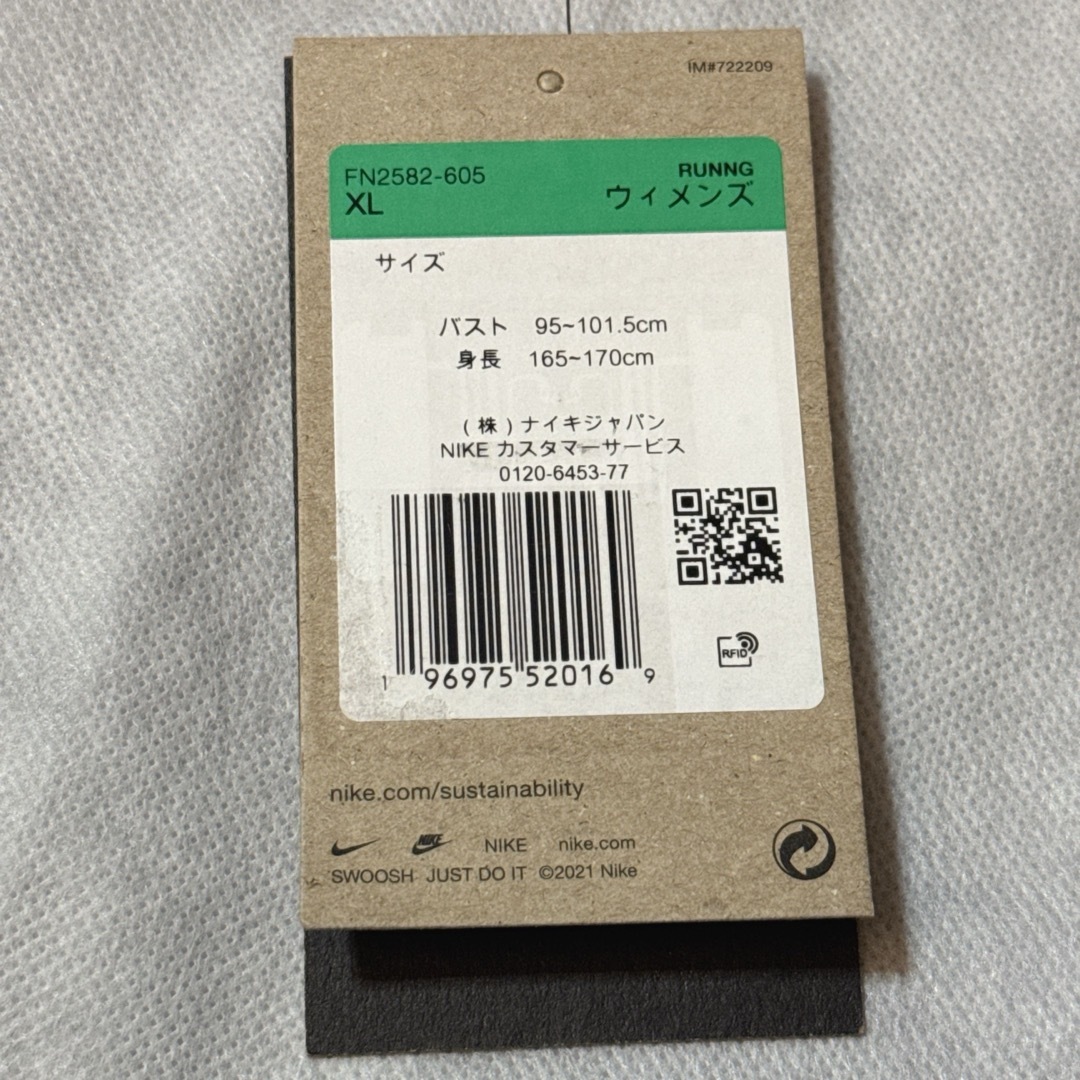 IM#722209
FN2582-605
RUNNG
XL
ウィメンズ
サイズ
バスト 95~101.5cm
身長 165~170cm
(株)ナイキジャパン
NIKE カスタマーサービス
0120-6453-77
1 96975 52016 9
RFID
nike.com/sustainability
NIKE NIKE nike.com
SWOOSH JUST DO IT ©2021 Nike